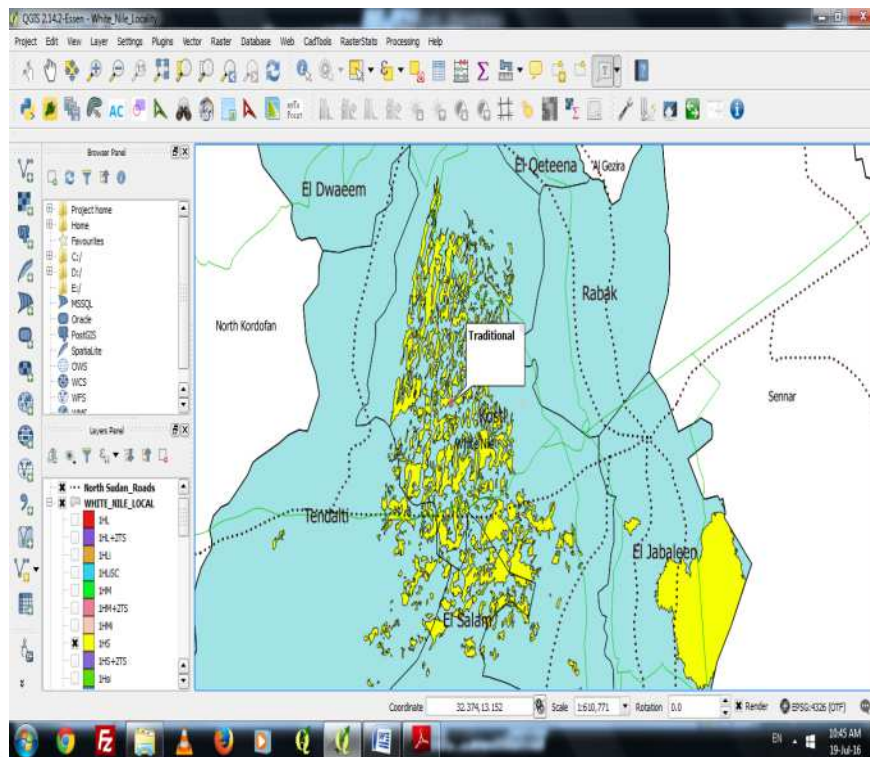 QGIS 2.14.2-Essen - White_Nile_Locality
Project Edit View Layer Settings Plugins Vector Raster Database Web CadTools RasterStats Processing Help
AC
Browser Panel
Project home
Home
Favourites
C:/
D:/
E:/
MSSQL
Oracle
PostGIS
SpatiaLite
OWS
WCS
WFS
Layers Panel
North Sudan_Roads
WHITE_NILE_LOCAL
1HL
1HL+2TS
1HLi
1HUSC
1HM
1HM+2TS
1HMi
1HS
1HS+2TS
El Dwaeem
El Qeteena
Al Gezira
Rabak
North Kordofan
Traditional
Kosti
White Nile
Sennar
Tendalti
El Jabaleen
El Salam
Coordinate 32.374,13.152 Scale 1:610,771 Rotation 0.0 Render EPSG:4326 (OTF)
EN 10:45 AM
19-Jul-16